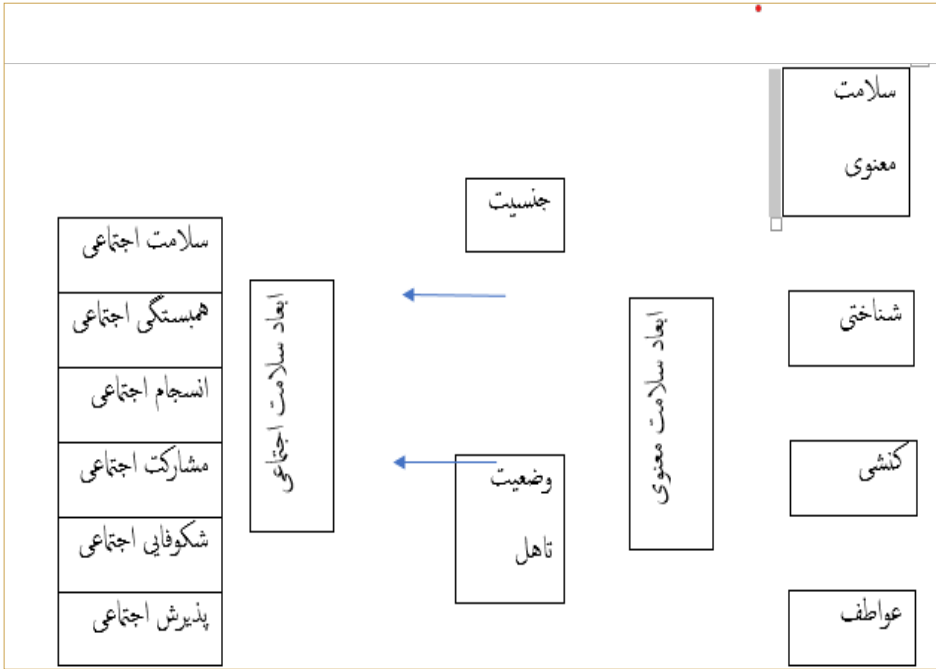 سلامت
معنوی
شناختی
کنشی
عواطف
ابعاد سلامت معنوی
جنسیت
وضعیت
تاهل
ابعاد سلامت اجتماعی
سلامت اجتماعی
همبستگی اجتماعی
انسجام اجتماعی
مشارکت اجتماعی
شکوفایی اجتماعی
پذیرش اجتماعی